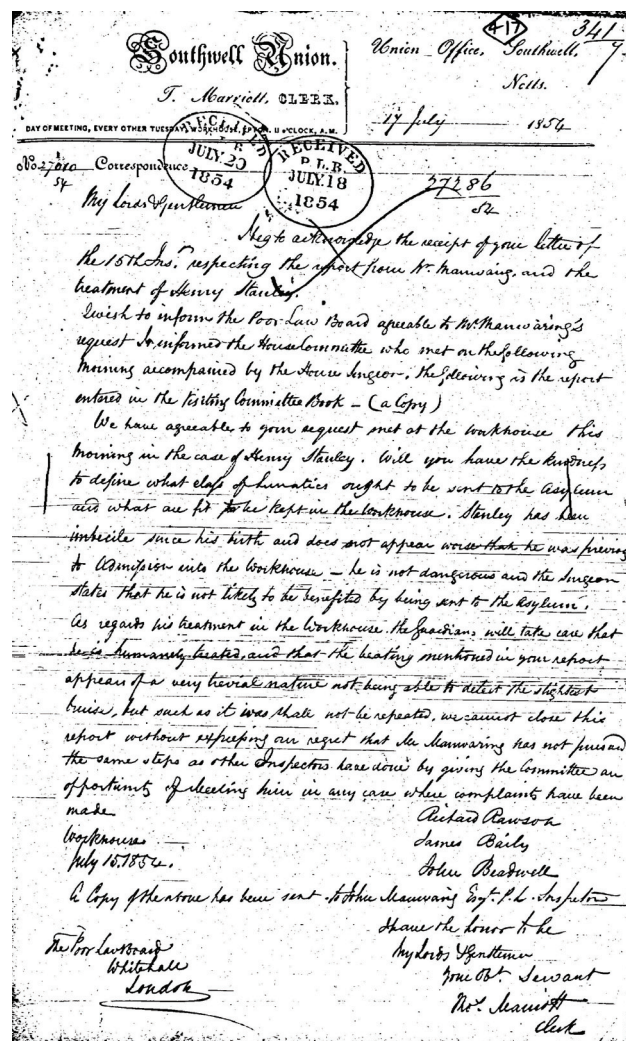 417
341/9
Southwell Union.
Union Office, Southwell,
Notts.
T. Marriott, CLERK.
DAY OF MEETING, EVERY OTHER TUESDAY, WORKHOUSE, O'CLOCK, A.M.
17 July 1854
RECEIVED
JULY. 20
1854
RECEIVED
P.L.B.
JULY. 18
1854
No. 54 Correspondence
27286
54
My Lords & Gentlemen
I beg to acknowledge the receipt of your letter of
the 15th Inst. respecting the report from Mr. Manwaring and the
treatment of Henry Stanley.
I wish to inform the Poor Law Board agreeable to Mr. Manwaring's
request I informed the House Committee who met on the following
morning accompained by the House Surgeon, the following is the report
entered in the Visiting Committee Book – (a Copy)
We have agreeable to your request met at the workhouse this
morning in the case of Henry Stanley. Will you have the kindness
to define what class of lunatics ought to be sent to the asylum
and what are fit to be kept in the workhouse. Stanley has been
imbicile since his birth and does not appear worse than he was previous
to admission into the Workhouse – he is not dangerous and the Surgeon
states that he is not likely to be benefited by being sent to the asylum.
As regards his treatment in the Workhouse the Guardians will take care that
he is humanely treated, and that the beating mentioned in your report
appears of a very trevial nature not being able to detect the slightest
bruise, but such as it was shall not be repeated, we cannot close this
report without expressing our regret that Mr Manwaring has not pursued
the same steps as other Inspectors have done by giving the Committee an
opportunity of Meeting him in any case where complaints have been
made
Richard Rawson
Workhouse
James Baily
July 15. 1854.
John Beadwell
A Copy of the above has been sent to John Manwaring Esqr. P.L. Inspector
I have the honor to be
The Poor Law Board
My Lords & Gentlemen
Whitehall
Your Obt. Servant
London
Thos. Marriott
Clerk